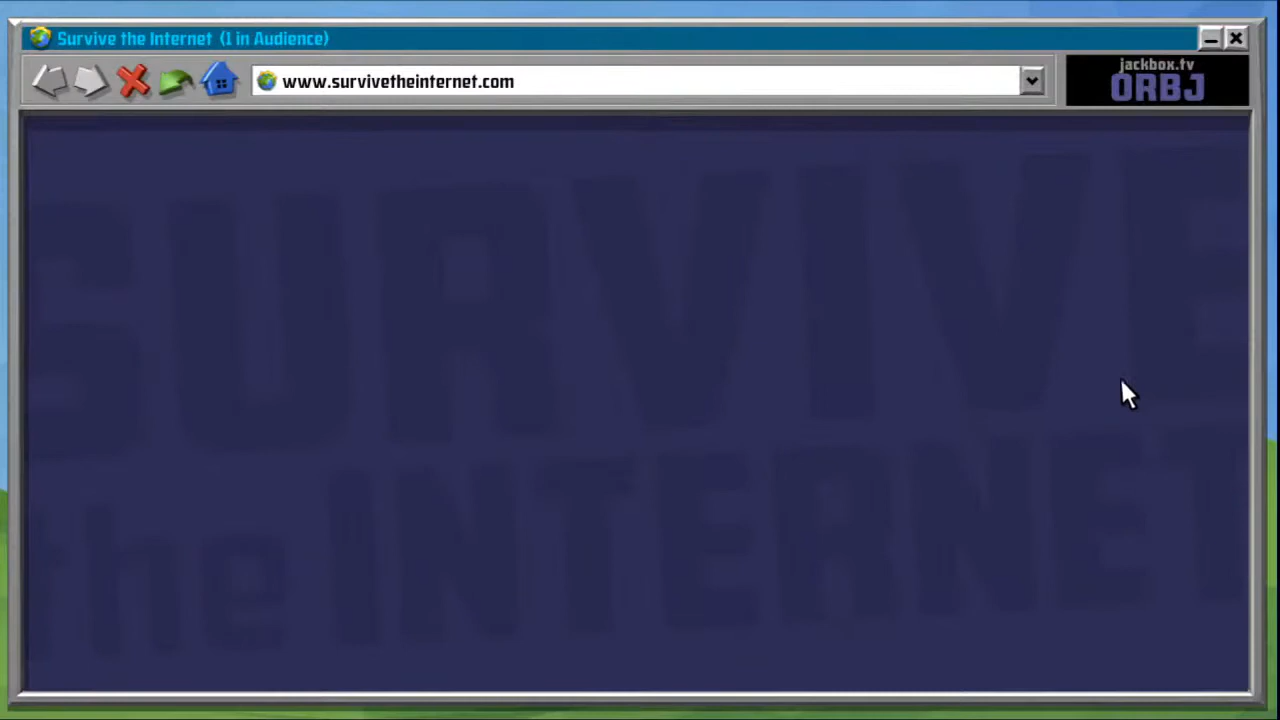 Survive the Internet (1 in Audience)
www.survivetheinternet.com
jackbox.tv
ORBJ
SURVIVE
the INTERNET